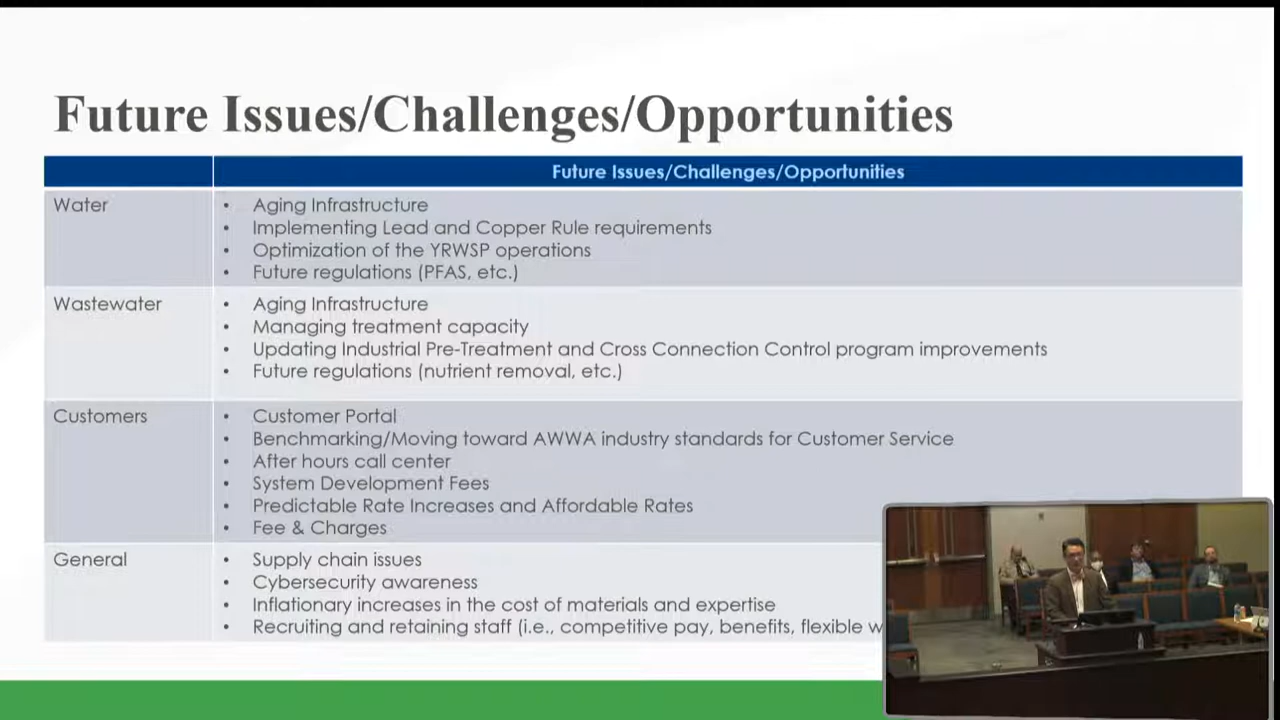 Future Issues/Challenges/Opportunities
Future Issues/Challenges/Opportunities
Water
• Aging Infrastructure
• Implementing Lead and Copper Rule requirements
• Optimization of the YRWSP operations
• Future regulations (PFAS, etc.)
Wastewater
• Aging Infrastructure
• Managing treatment capacity
• Updating Industrial Pre-Treatment and Cross Connection Control program improvements
• Future regulations (nutrient removal, etc.)
Customers
• Customer Portal
• Benchmarking/Moving toward AWWA industry standards for Customer Service
• After hours call center
• System Development Fees
• Predictable Rate Increases and Affordable Rates
• Fee & Charges
General
• Supply chain issues
• Cybersecurity awareness
• Inflationary increases in the cost of materials and expertise
• Recruiting and retaining staff (i.e., competitive pay, benefits, flexible